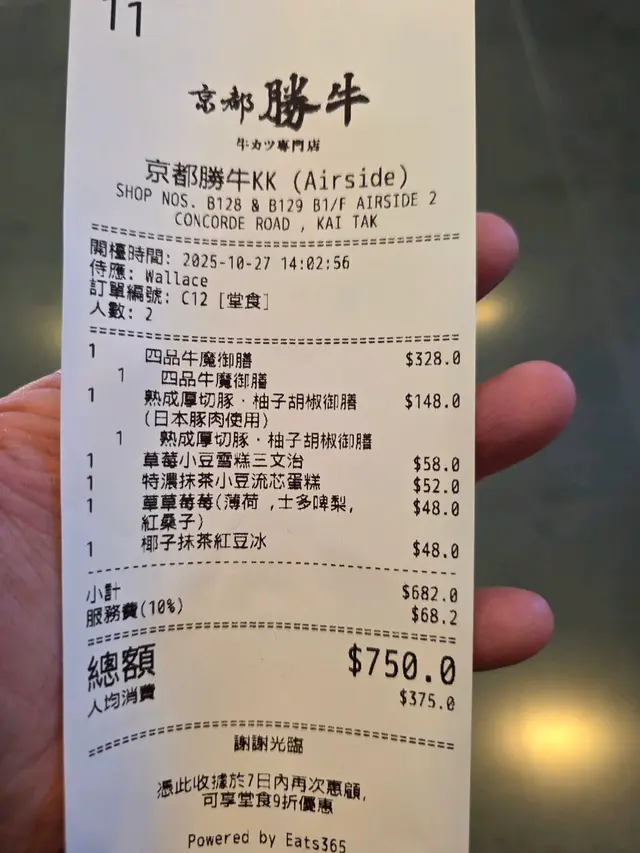 11
京都勝牛
牛カツ專門店
京都勝牛KK (Airside)
SHOP NOS. B128 & B129 B1/F AIRSIDE 2
CONCORDE ROAD , KAI TAK
開檯時間: 2025-10-27 14:02:56
侍應: Wallace
訂單編號: C12 [堂食]
人數: 2
1 四品牛魔御膳 $328.0
1 四品牛魔御膳
1 熟成厚切豚·柚子胡椒御膳 $148.0
(日本豚肉使用)
1 熟成厚切豚·柚子胡椒御膳
1 草莓小豆雪糕三文治 $58.0
1 特濃抹茶小豆流芯蛋糕 $52.0
1 草草莓莓(薄荷 ,士多啤梨, $48.0
紅桑子)
1 椰子抹茶紅豆冰 $48.0
小計 $682.0
服務費(10%) $68.2
總額 $750.0
人均消費 $375.0
謝謝光臨
憑此收據於7日內再次惠顧,
可享堂食9折優惠
Powered by Eats365